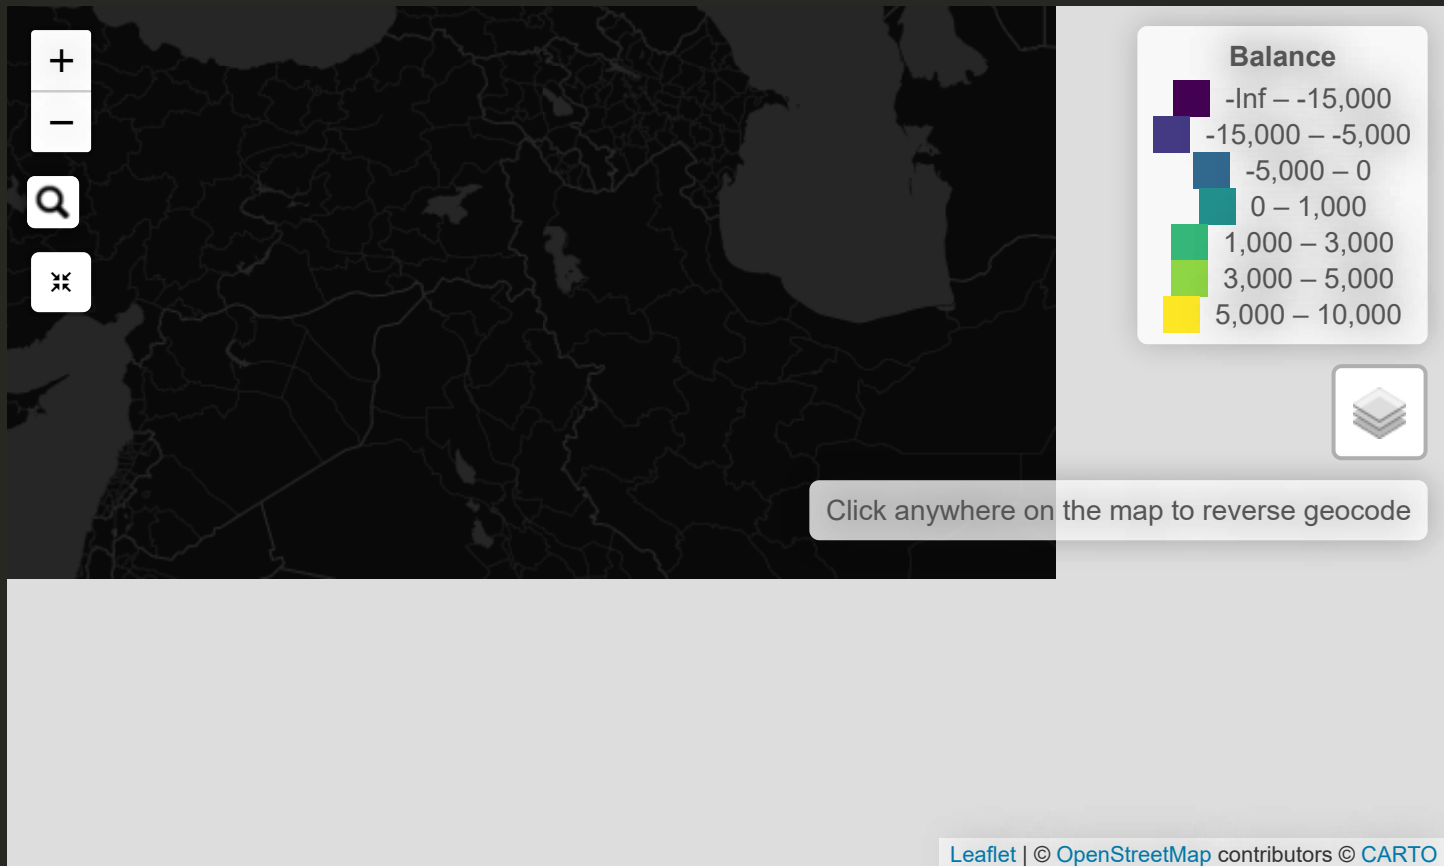 +
−
Balance
-Inf – -15,000
-15,000 – -5,000
-5,000 – 0
0 – 1,000
1,000 – 3,000
3,000 – 5,000
5,000 – 10,000
Click anywhere on the map to reverse geocode
Leaflet | © OpenStreetMap contributors © CARTO